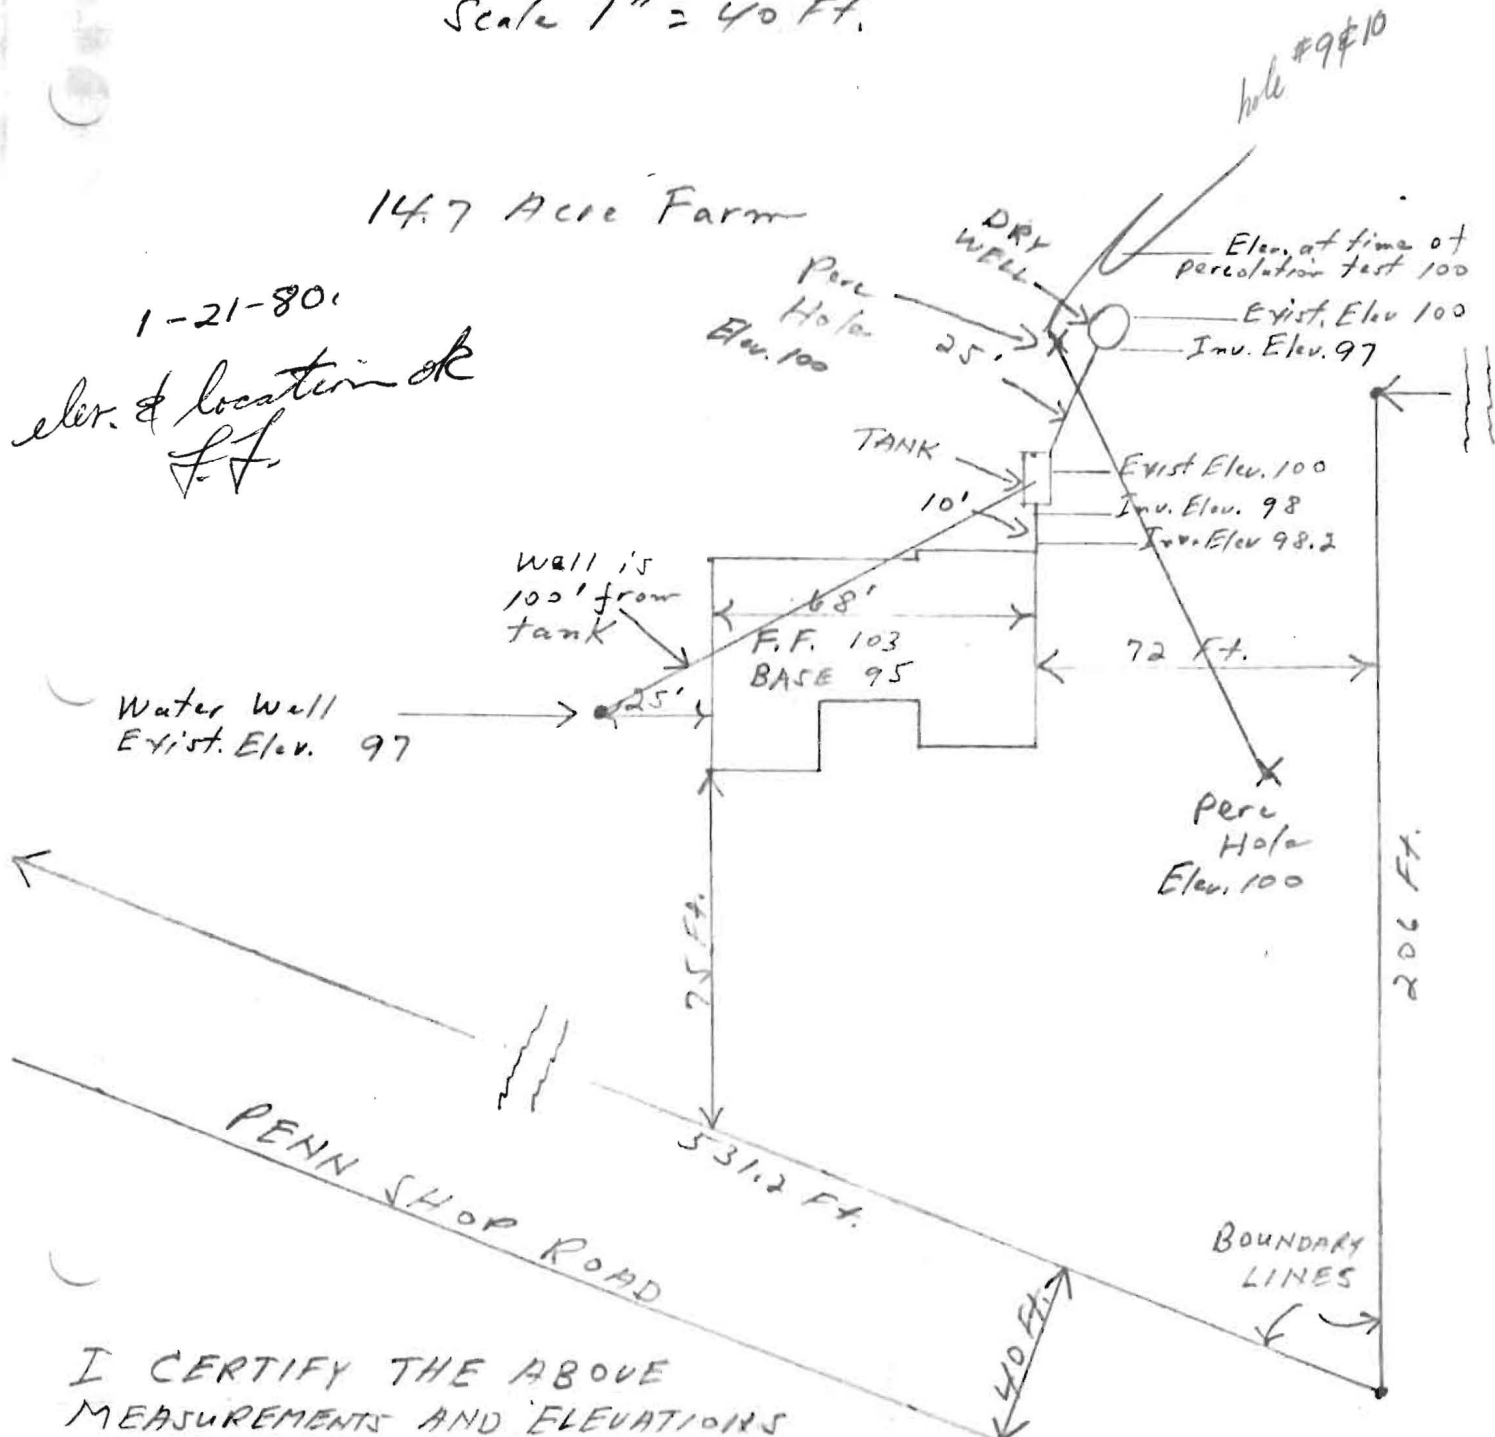 Scale 1" = 40 Ft.
hole #9 & 10
14.7 Acre Farm
1-21-80.
elev. & location ok
F.F.
DRY
WELL
Elev. at time of
percolation test 100
Perc
Hole
Elev. 100
Exist. Elev 100
Inv. Elev. 97
25'
TANK
Exist Elev. 100
10'
Inv. Elev. 98
Inv. Elev 98.2
Well is
100' from
tank
68'
F.F. 103
BASE 95
72 Ft.
Water Well
Exist. Elev. 97
25'
Perc
Hole
Elev. 100
206 Ft.
75 Ft.
531.2 Ft.
PENN SHOP ROAD
40 Ft.
BOUNDARY
LINES
I CERTIFY THE ABOVE
MEASUREMENTS AND ELEVATIONS